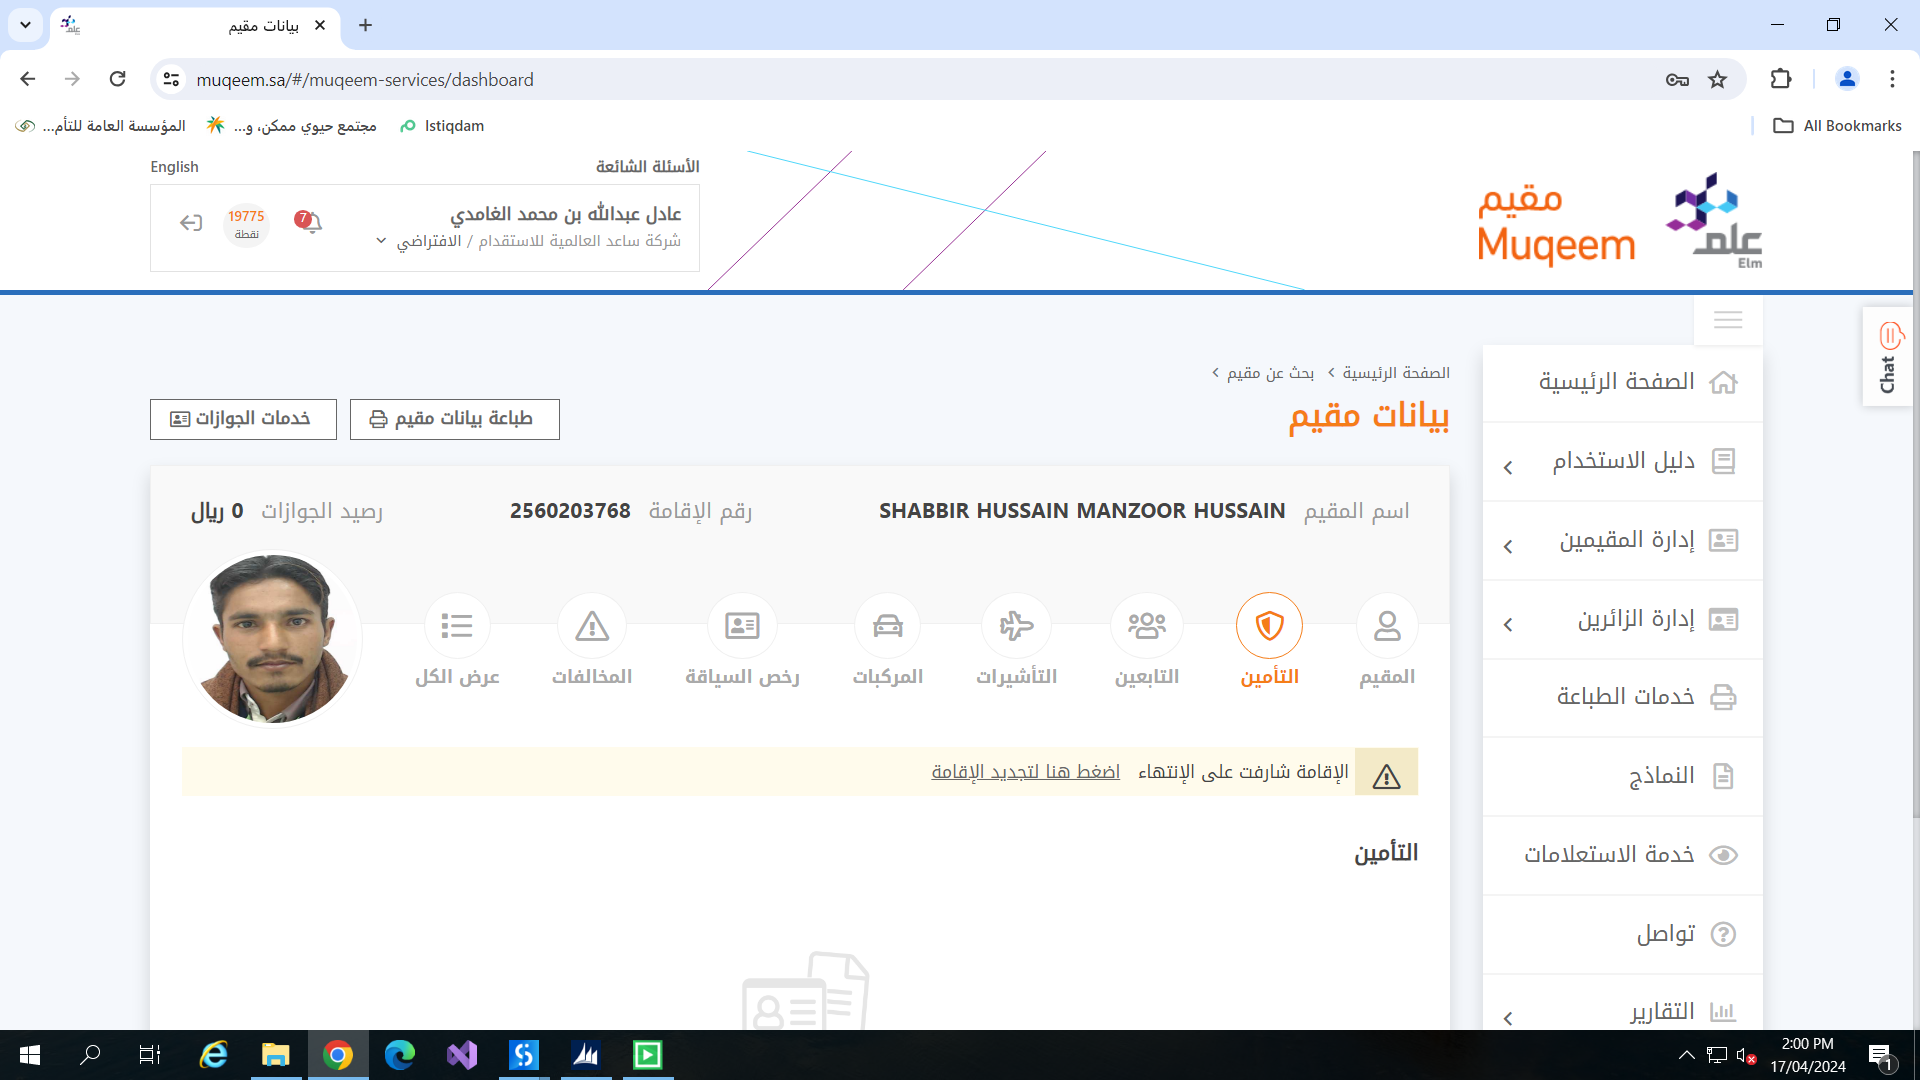 بيانات مقيم
muqeem.sa/#/muqeem-services/dashboard
المؤسسة العامة للتأم...
مجتمع حيوي ممكن، و...
Istiqdam
All Bookmarks
English
الأسئلة الشائعة
عادل عبدالله بن محمد الغامدي
شركة ساعد العالمية للاستقدام / الافتراضي
7
19775
نقطة
مقيم
Muqeem
علم
Elm
Chat
الصفحة الرئيسية
بحث عن مقيم
بيانات مقيم
طباعة بيانات مقيم
خدمات الجوازات
اسم المقيم SHABBIR HUSSAIN MANZOOR HUSSAIN
رقم الإقامة 2560203768
رصيد الجوازات 0 ريال
المقيم
التأمين
التابعين
التأشيرات
المركبات
رخص السياقة
المخالفات
عرض الكل
الإقامة شارفت على الإنتهاء اضغط هنا لتجديد الإقامة
التأمين
الصفحة الرئيسية
دليل الاستخدام
إدارة المقيمين
إدارة الزائرين
خدمات الطباعة
النماذج
خدمة الاستعلامات
تواصل
التقارير
2:00 PM
17/04/2024
1